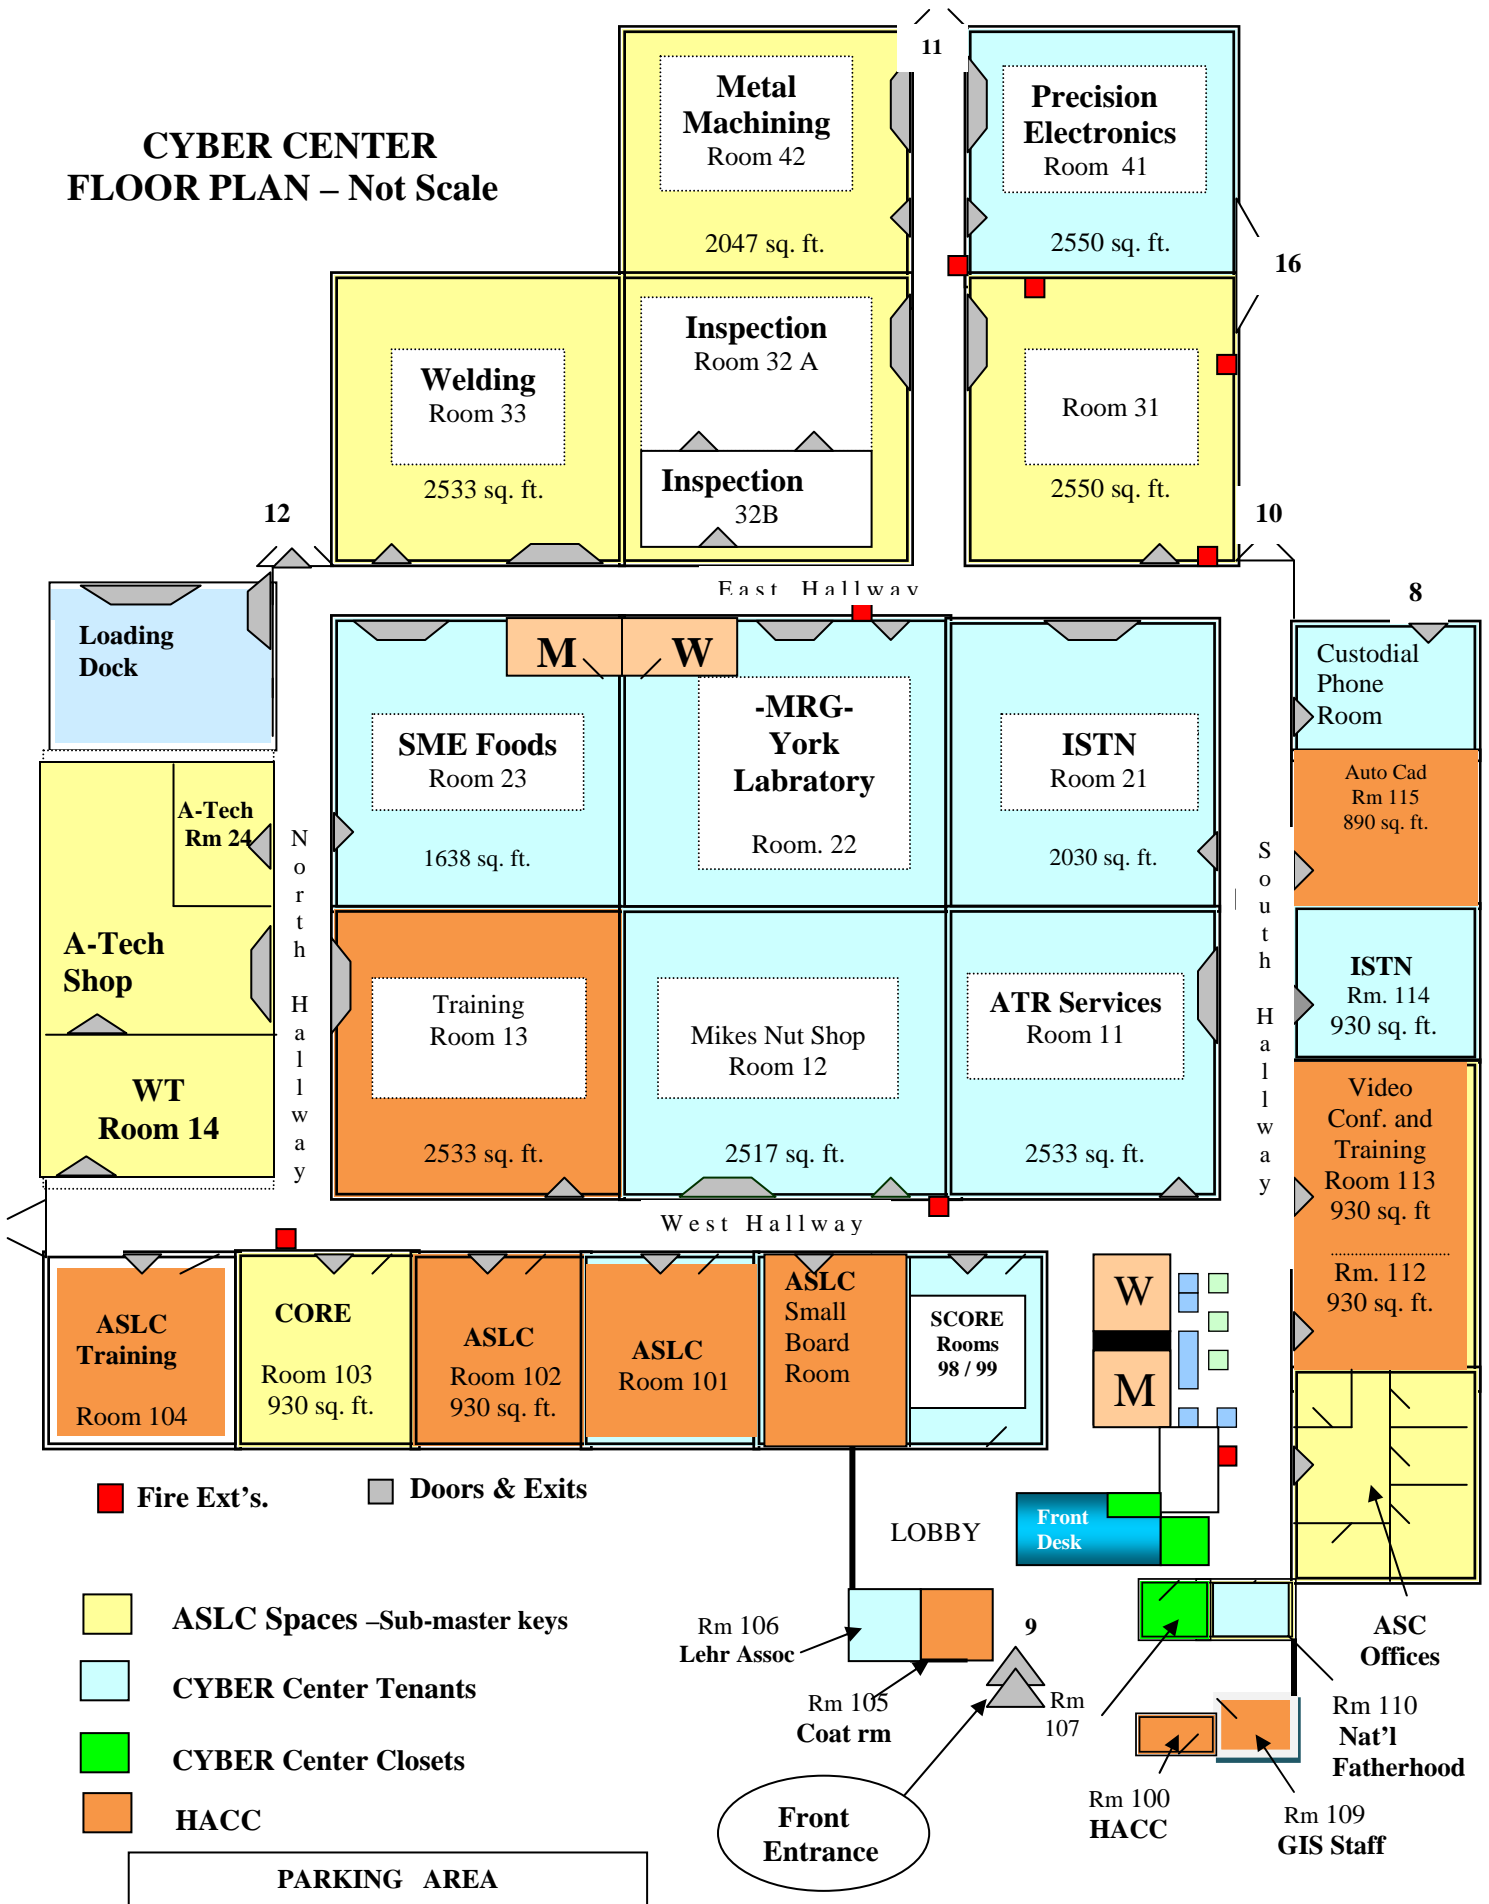 CYBER CENTER
FLOOR PLAN – Not Scale
11
Metal
Machining
Room 42
2047 sq. ft.
Precision
Electronics
Room 41
2550 sq. ft.
16
Welding
Room 33
2533 sq. ft.
Inspection
Room 32 A
Inspection
32B
Room 31
2550 sq. ft.
12
10
East Hallway
8
Loading
Dock
M
W
SME Foods
Room 23
1638 sq. ft.
-MRG-
York
Labratory
Room. 22
ISTN
Room 21
2030 sq. ft.
Custodial
Phone
Room
Auto Cad
Rm 115
890 sq. ft.
A-Tech
Rm 24
North Hallway
South Hallway
A-Tech
Shop
WT
Room 14
Training
Room 13
2533 sq. ft.
Mikes Nut Shop
Room 12
2517 sq. ft.
ATR Services
Room 11
2533 sq. ft.
ISTN
Rm. 114
930 sq. ft.
Video
Conf. and
Training
Room 113
930 sq. ft
Rm. 112
930 sq. ft.
West Hallway
ASLC
Training
Room 104
CORE
Room 103
930 sq. ft.
ASLC
Room 102
930 sq. ft.
ASLC
Room 101
ASLC
Small
Board
Room
SCORE
Rooms
98 / 99
W
M
Fire Ext's.
Doors & Exits
LOBBY
Front
Desk
ASLC Spaces –Sub-master keys
CYBER Center Tenants
CYBER Center Closets
HACC
Rm 106
Lehr Assoc
Rm 105
Coat rm
9
Rm
107
ASC
Offices
Rm 110
Nat'l
Fatherhood
Rm 100
HACC
Rm 109
GIS Staff
Front
Entrance
PARKING AREA